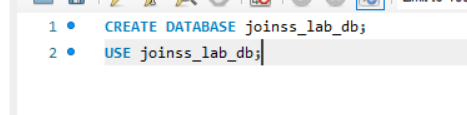 1 CREATE DATABASE joinss_lab_db;
2 USE joinss_lab_db;